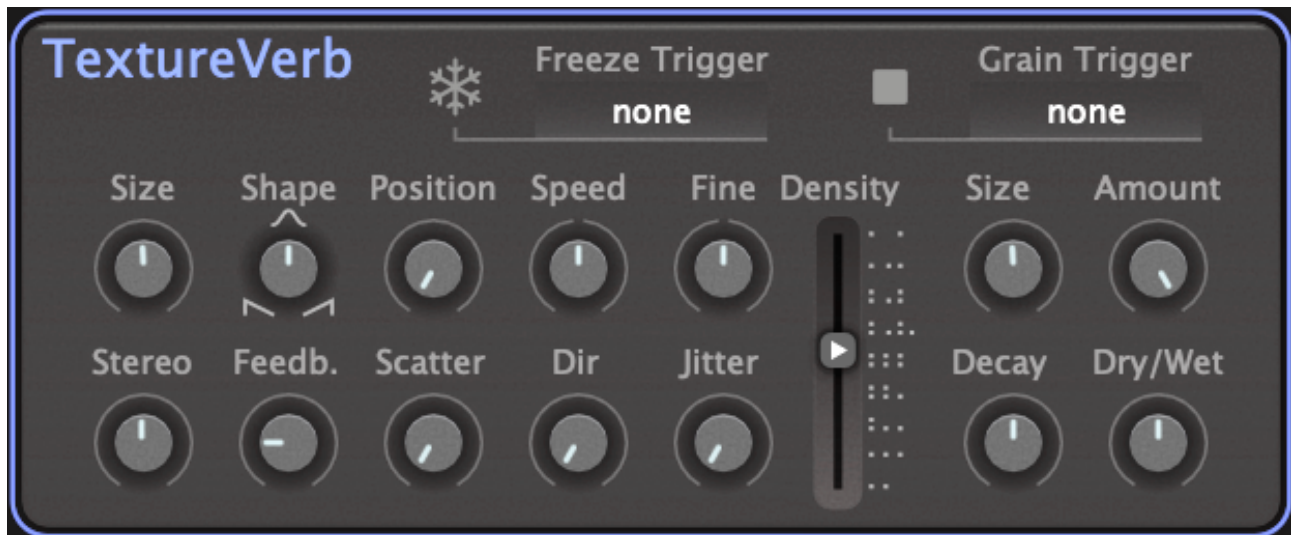 TextureVerb
Freeze Trigger
none
Grain Trigger
none
Size Shape Position Speed Fine Density Size Amount
Stereo Feedb. Scatter Dir Jitter Decay Dry/Wet